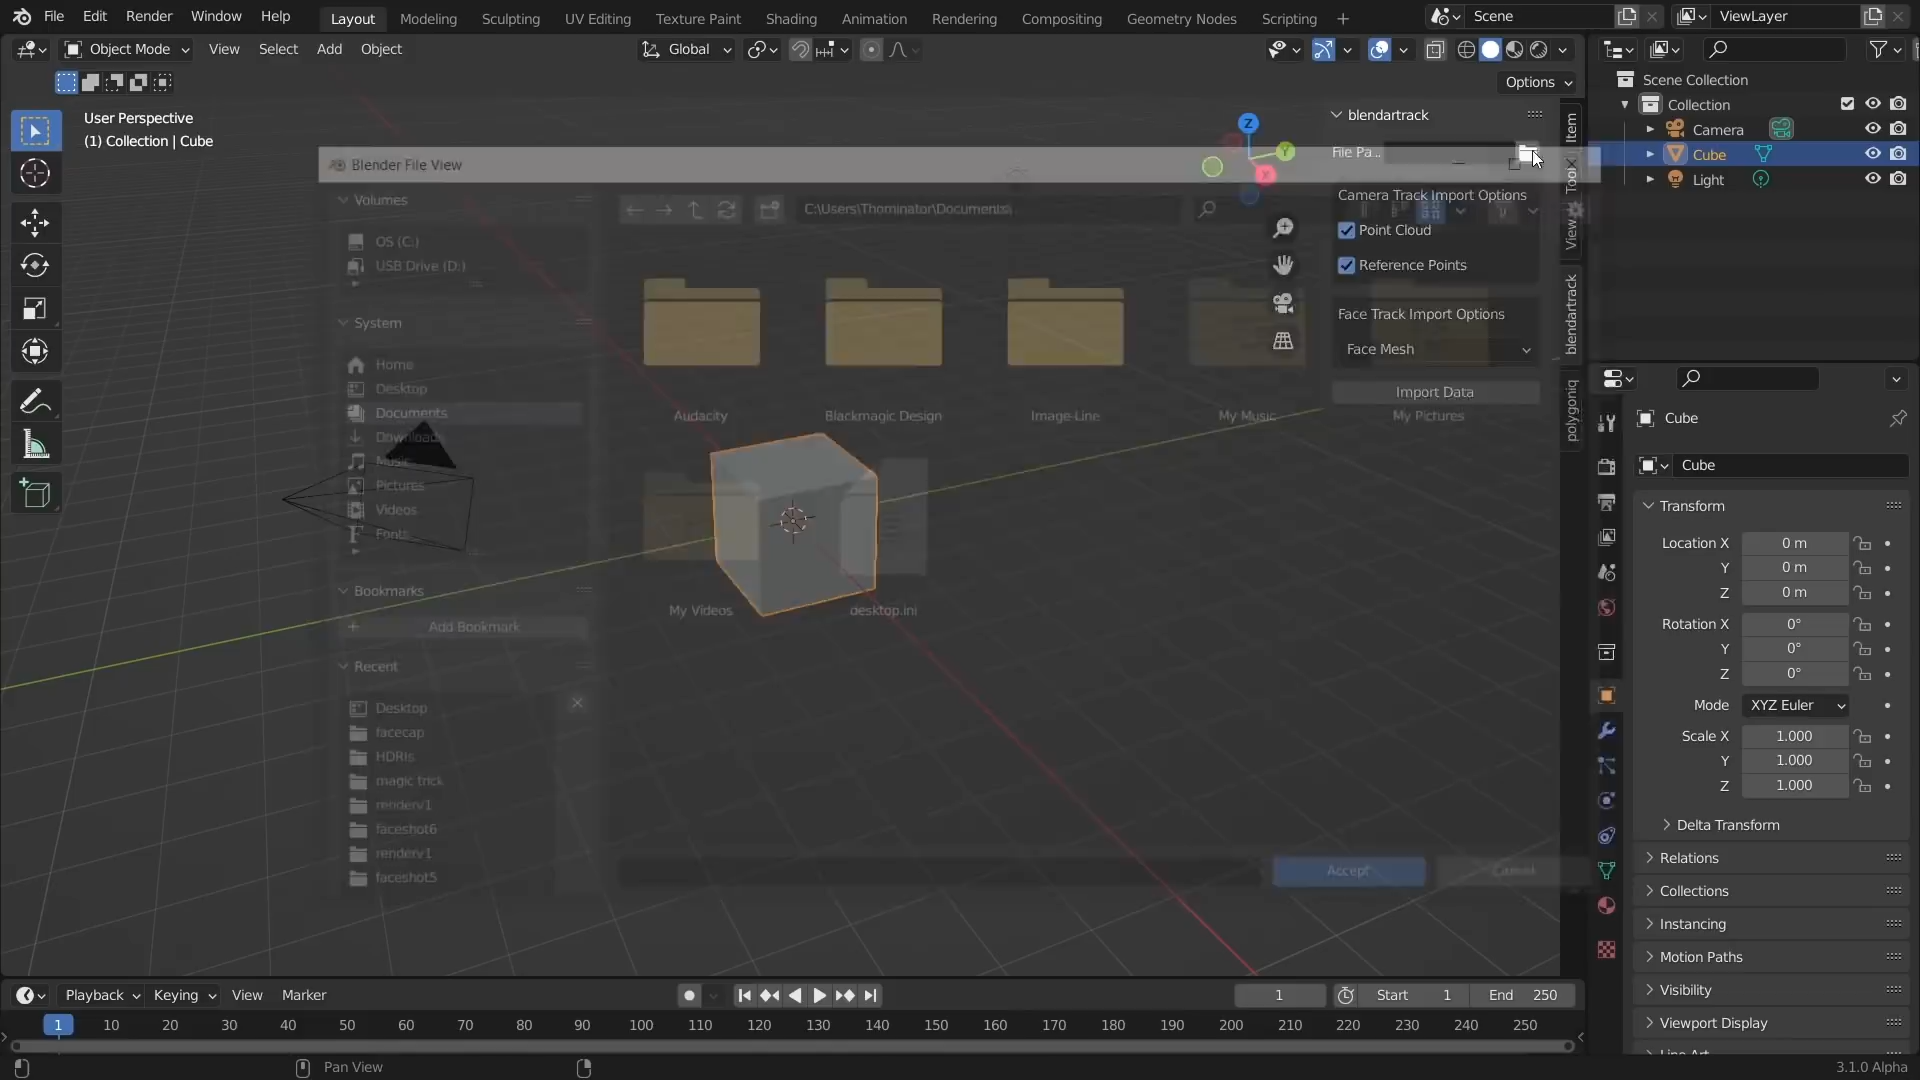 File Edit Render Window Help Layout Modeling Sculpting UV Editing Texture Paint Shading Animation Rendering Compositing Geometry Nodes Scripting + Scene ViewLayer
Object Mode View Select Add Object Global
Options
User Perspective
(1) Collection | Cube
Blender File View
Volumes
OS (C:)
USB Drive (D:)
System
Home
Desktop
Documents
Downloads
Music
Pictures
Videos
Fonts
Bookmarks
Add Bookmark
Recent
Desktop
facecap
HDRIs
magic trick
renderv1
faceshot6
renderv1
faceshot5
C:\Users\Thominator\Documents\
Audacity Blackmagic Design Image-Line My Music My Pictures
My Videos desktop.ini
Accept Cancel
Z
Y
X
blendartrack
File Pa..
Camera Track Import Options
Point Cloud
Reference Points
Face Track Import Options
Face Mesh
Import Data
Item
Tool
View
blendartrack
polygoniq
Scene Collection
Collection
Camera
Cube
Light
Cube
Cube
Transform
Location X 0 m
Y 0 m
Z 0 m
Rotation X 0°
Y 0°
Z 0°
Mode XYZ Euler
Scale X 1.000
Y 1.000
Z 1.000
Delta Transform
Relations
Collections
Instancing
Motion Paths
Visibility
Viewport Display
Line Art
Playback Keying View Marker 1 Start 1 End 250
1 10 20 30 40 50 60 70 80 90 100 110 120 130 140 150 160 170 180 190 200 210 220 230 240 250
Pan View 3.1.0 Alpha